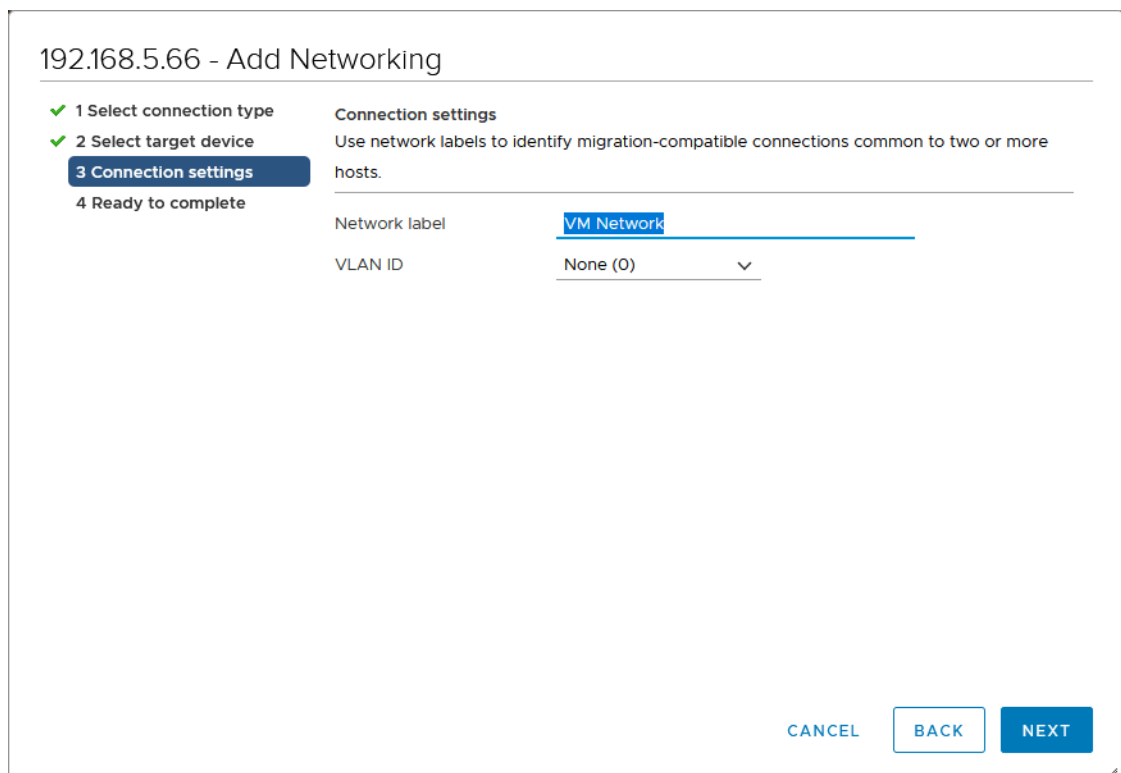 192.168.5.66 - Add Networking
1 Select connection type
2 Select target device
3 Connection settings
4 Ready to complete
Connection settings
Use network labels to identify migration-compatible connections common to two or more
hosts.
Network label VM Network
VLAN ID None (0)
CANCEL BACK NEXT